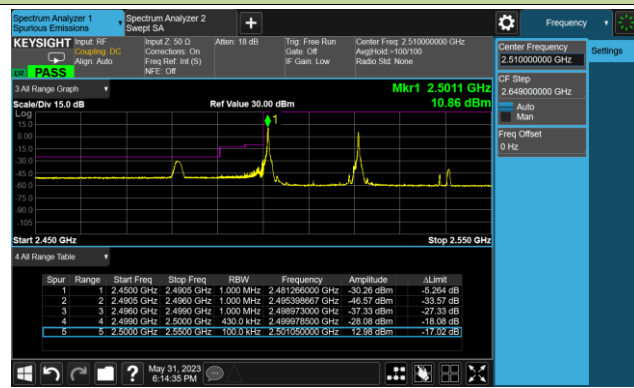 Spectrum Analyzer 1
Spurious Emissions
Spectrum Analyzer 2
Swept SA
+
Frequency
KEYSIGHT
Input: RF
Coupling: DC
Align: Auto
Input Z: 50 Ω
Corrections: On
Freq Ref: Int (S)
NFE: Off
Atten: 18 dB
Trig: Free Run
Gate: Off
IF Gain: Low
Center Freq: 2.510000000 GHz
Avg|Hold:>100/100
Radio Std: None
PASS
Center Frequency
2.510000000 GHz
Settings
CF Step
2.649000000 GHz
Auto
Man
Freq Offset
0 Hz
3 All Range Graph
Mkr1 2.5011 GHz
Scale/Div 15.0 dB
Ref Value 30.00 dBm
10.86 dBm
Log
15.0
0.00
-15.0
-30.0
-45.0
-60.0
-75.0
-90.0
-105
1
Start 2.450 GHz
Stop 2.550 GHz
4 All Range Table
Spur Range Start Freq Stop Freq RBW Frequency Amplitude ΔLimit
1 1 2.4500 GHz 2.4905 GHz 1.000 MHz 2.481266000 GHz -30.26 dBm -5.264 dB
2 2 2.4905 GHz 2.4960 GHz 1.000 MHz 2.495398667 GHz -46.57 dBm -33.57 dB
3 3 2.4960 GHz 2.4990 GHz 1.000 MHz 2.498973000 GHz -37.33 dBm -27.33 dB
4 4 2.4990 GHz 2.5000 GHz 430.0 kHz 2.499978500 GHz -28.08 dBm -18.08 dB
5 5 2.5000 GHz 2.5500 GHz 100.0 kHz 2.501050000 GHz 12.98 dBm -17.02 dB
May 31, 2023
6:14:35 PM